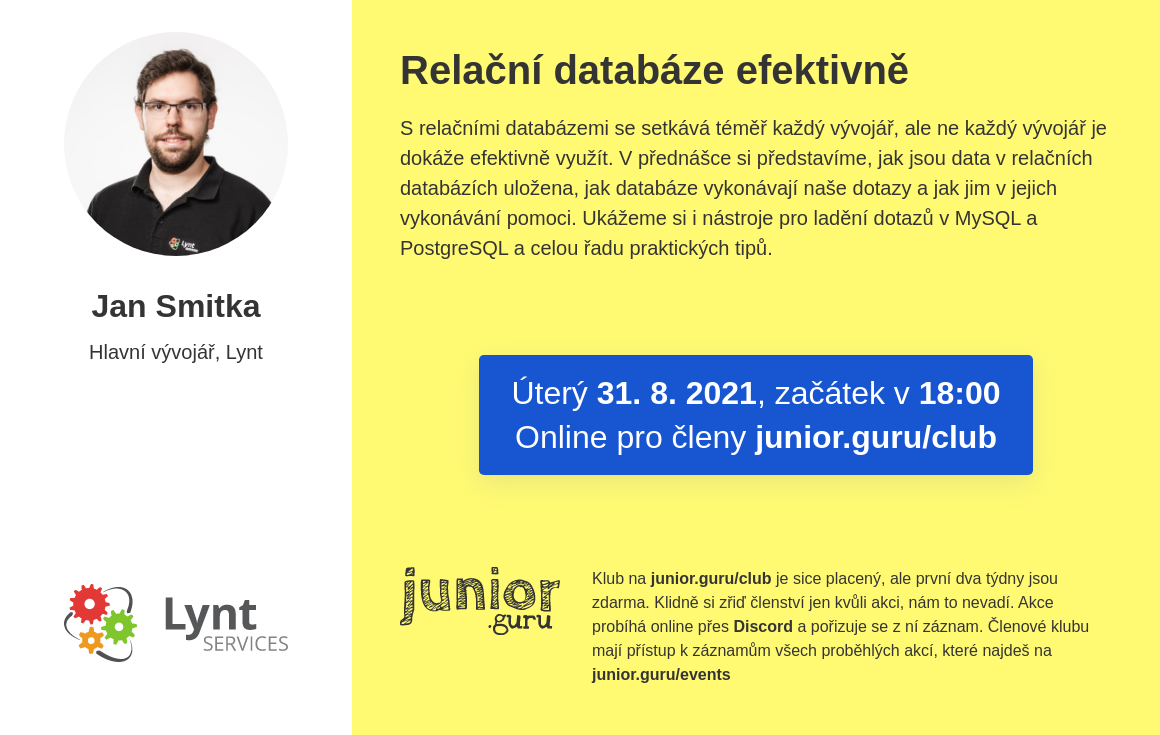 Lynt
Jan Smitka
Hlavní vývojář, Lynt
Lynt
SERVICES
Relační databáze efektivně
S relačními databázemi se setkává téměř každý vývojář, ale ne každý vývojář je
dokáže efektivně využít. V přednášce si představíme, jak jsou data v relačních
databázích uložena, jak databáze vykonávají naše dotazy a jak jim v jejich
vykonávání pomoci. Ukážeme si i nástroje pro ladění dotazů v MySQL a
PostgreSQL a celou řadu praktických tipů.
Úterý 31. 8. 2021, začátek v 18:00
Online pro členy junior.guru/club
junior
.guru
Klub na junior.guru/club je sice placený, ale první dva týdny jsou
zdarma. Klidně si zřiď členství jen kvůli akci, nám to nevadí. Akce
probíhá online přes Discord a pořizuje se z ní záznam. Členové klubu
mají přístup k záznamům všech proběhlých akcí, které najdeš na
junior.guru/events